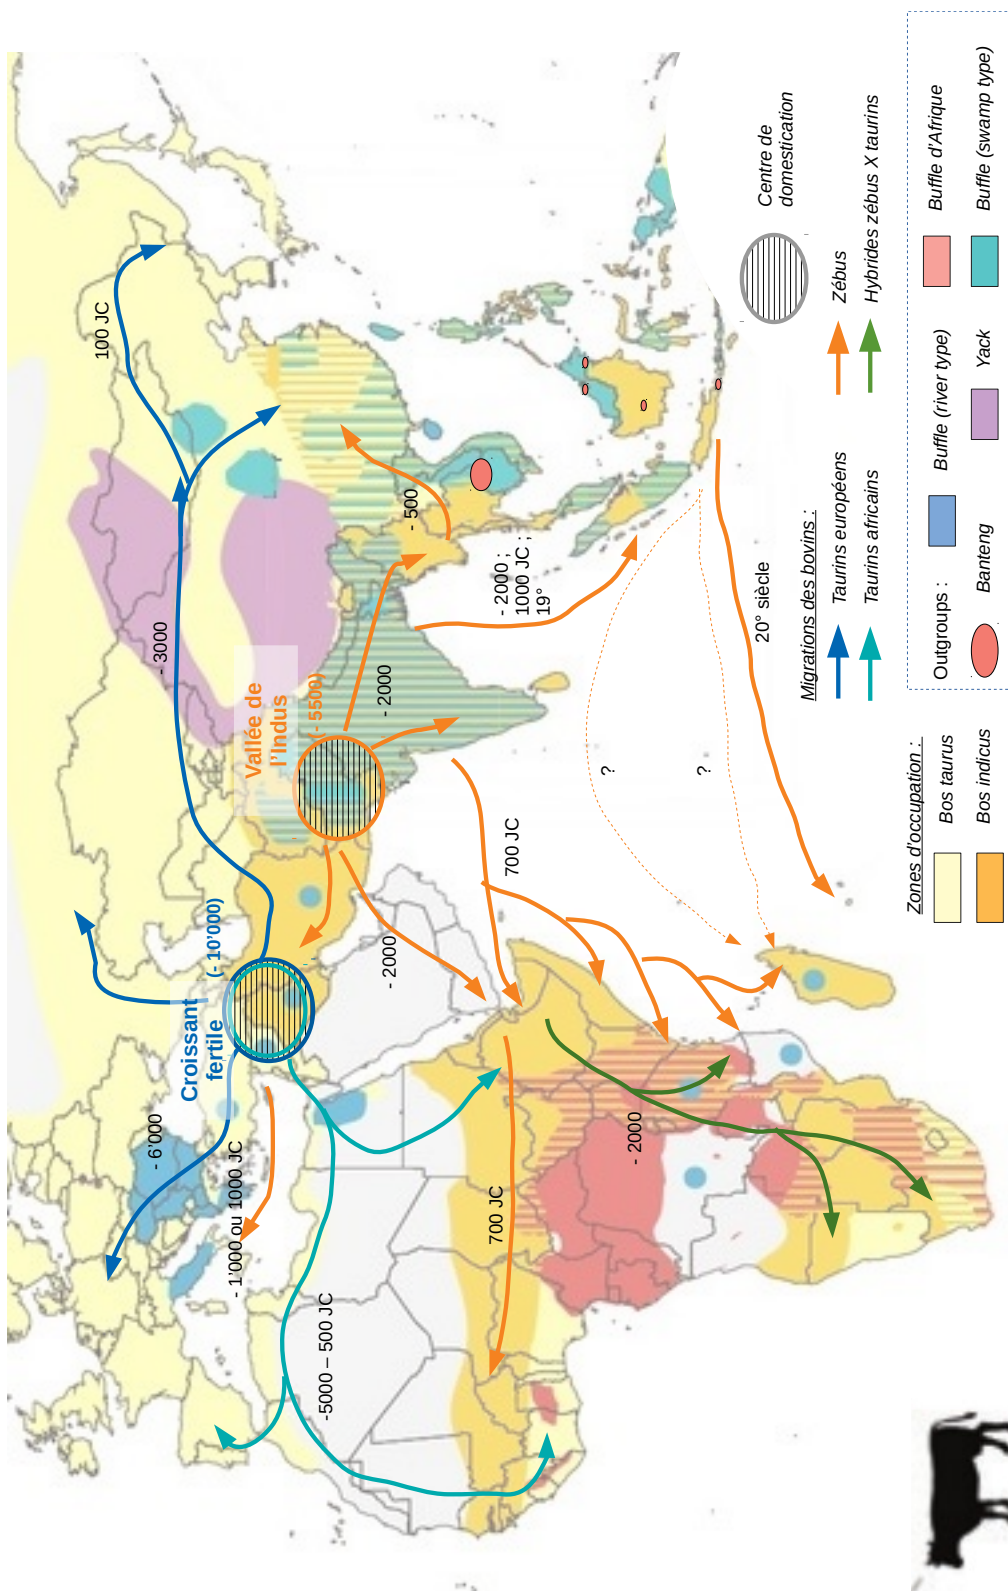 100 JC
- 3000
Vallée de
l'Indus
(- 5500)
- 500
- 2000 ;
1000 JC ;
19°
- 2000
Croissant
fertile
(- 10'000)
- 6'000
- 1'000 ou 1000 JC
- 2000
700 JC
-5000 – 500 JC
700 JC
- 2000
?
?
20° siècle
Centre de
domestication
Migrations des bovins :
Taurins européens
Zébus
Taurins africains
Hybrides zébus X taurins
Zones d'occupation :
Bos taurus
Bos indicus
Outgroups :
Buffle (river type)
Buffle d'Afrique
Banteng
Yack
Buffle (swamp type)